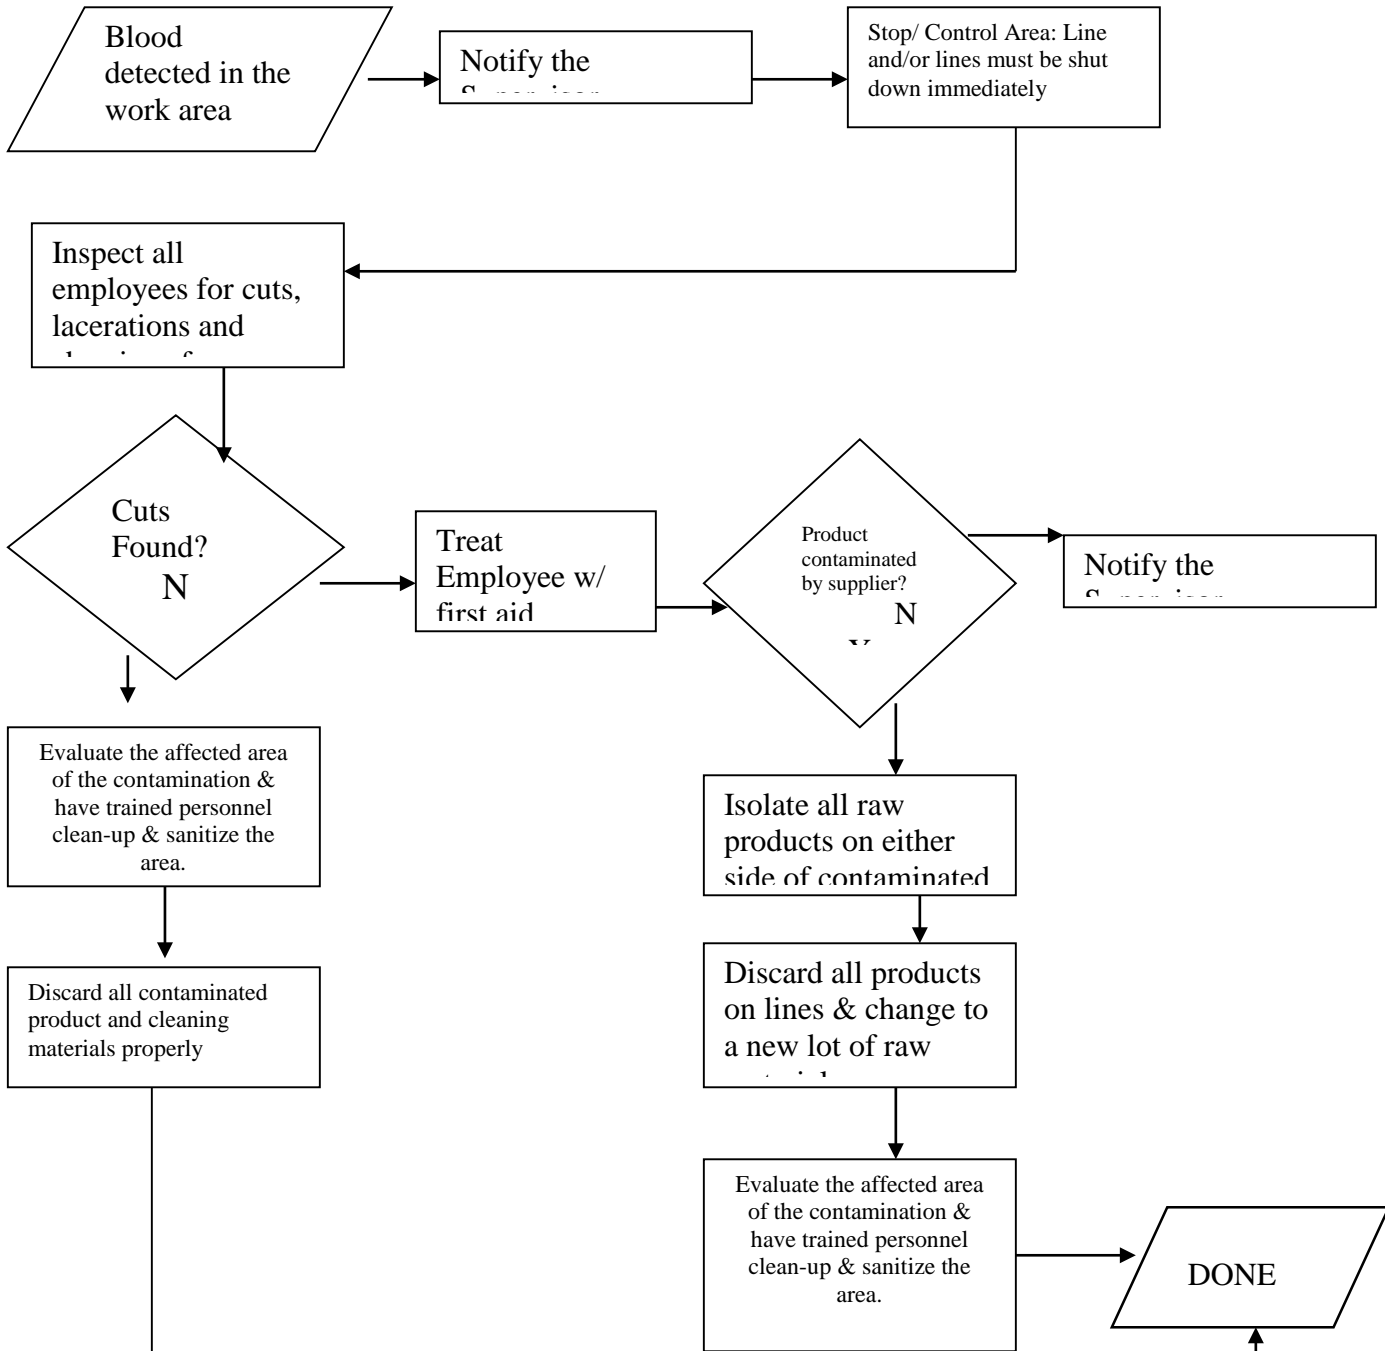 Blood
detected in the
work area
Notify the
Stop/ Control Area: Line
and/or lines must be shut
down immediately
Inspect all
employees for cuts,
lacerations and
Cuts
Found?
N
Treat
Employee w/
first aid
Product
contaminated
by supplier?
N
Notify the
Evaluate the affected area
of the contamination &
have trained personnel
clean-up & sanitize the
area.
Isolate all raw
products on either
side of contaminated
Discard all contaminated
product and cleaning
materials properly
Discard all products
on lines & change to
a new lot of raw
Evaluate the affected area
of the contamination &
have trained personnel
clean-up & sanitize the
area.
DONE